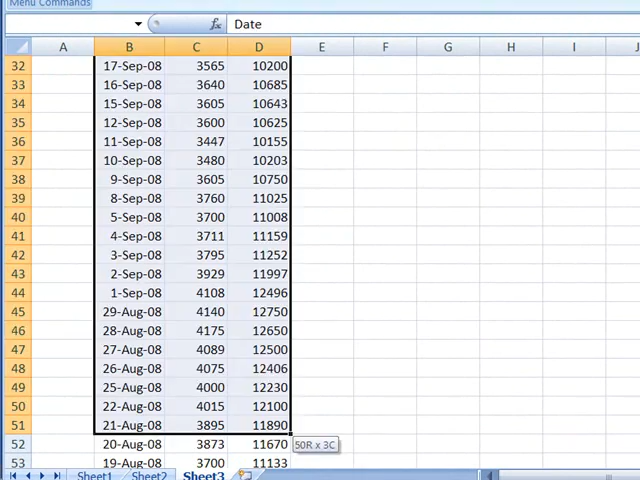 Menu Commands
fx Date
A B C D E F G H I J
32 17-Sep-08 3565 10200
33 16-Sep-08 3640 10685
34 15-Sep-08 3605 10643
35 12-Sep-08 3600 10625
36 11-Sep-08 3447 10155
37 10-Sep-08 3480 10203
38 9-Sep-08 3605 10750
39 8-Sep-08 3760 11025
40 5-Sep-08 3700 11008
41 4-Sep-08 3711 11159
42 3-Sep-08 3795 11252
43 2-Sep-08 3929 11997
44 1-Sep-08 4108 12496
45 29-Aug-08 4140 12750
46 28-Aug-08 4175 12650
47 27-Aug-08 4089 12500
48 26-Aug-08 4075 12406
49 25-Aug-08 4000 12230
50 22-Aug-08 4015 12100
51 21-Aug-08 3895 11890
52 20-Aug-08 3873 11670 50R x 3C
53 19-Aug-08 3700 11133
Sheet1 Sheet2 Sheet3